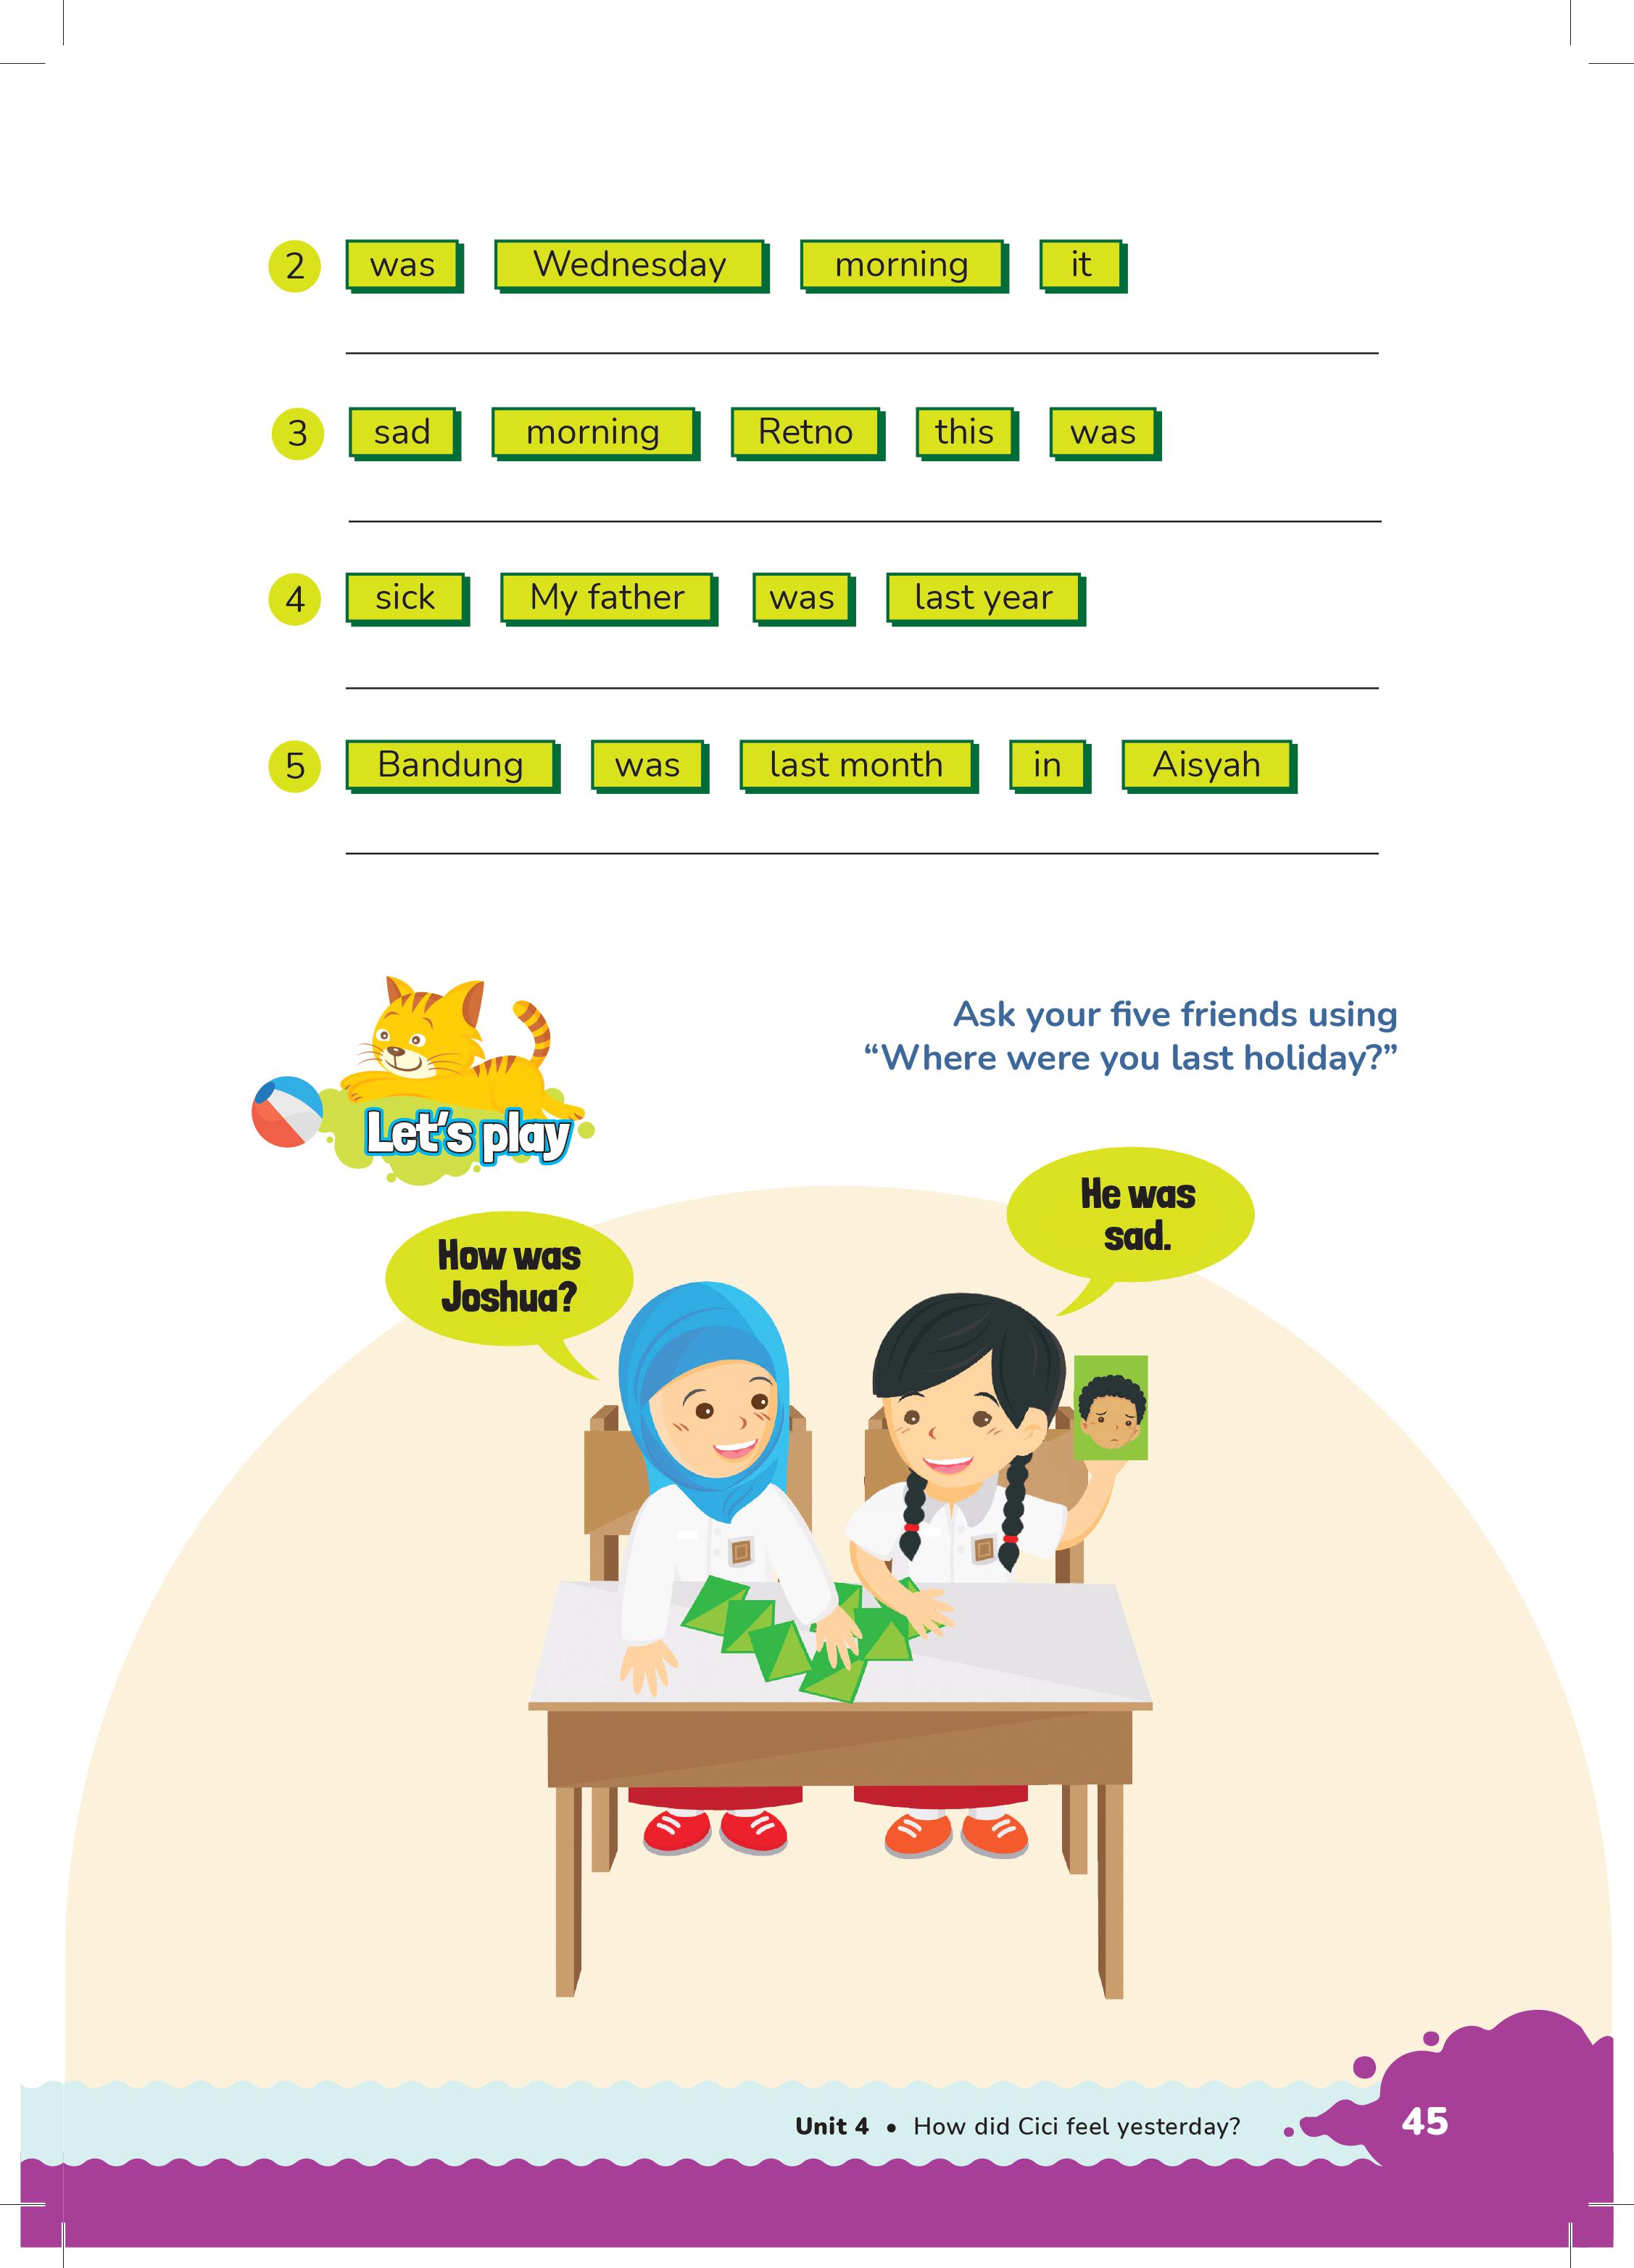 2 was Wednesday morning it
3 sad morning Retno this was
4 sick My father was last year
5 Bandung was last month in Aisyah
Let's play
Ask your five friends using
“Where were you last holiday?”
He was
sad.
How was
Joshua?
Unit 4 • How did Cici feel yesterday?
45